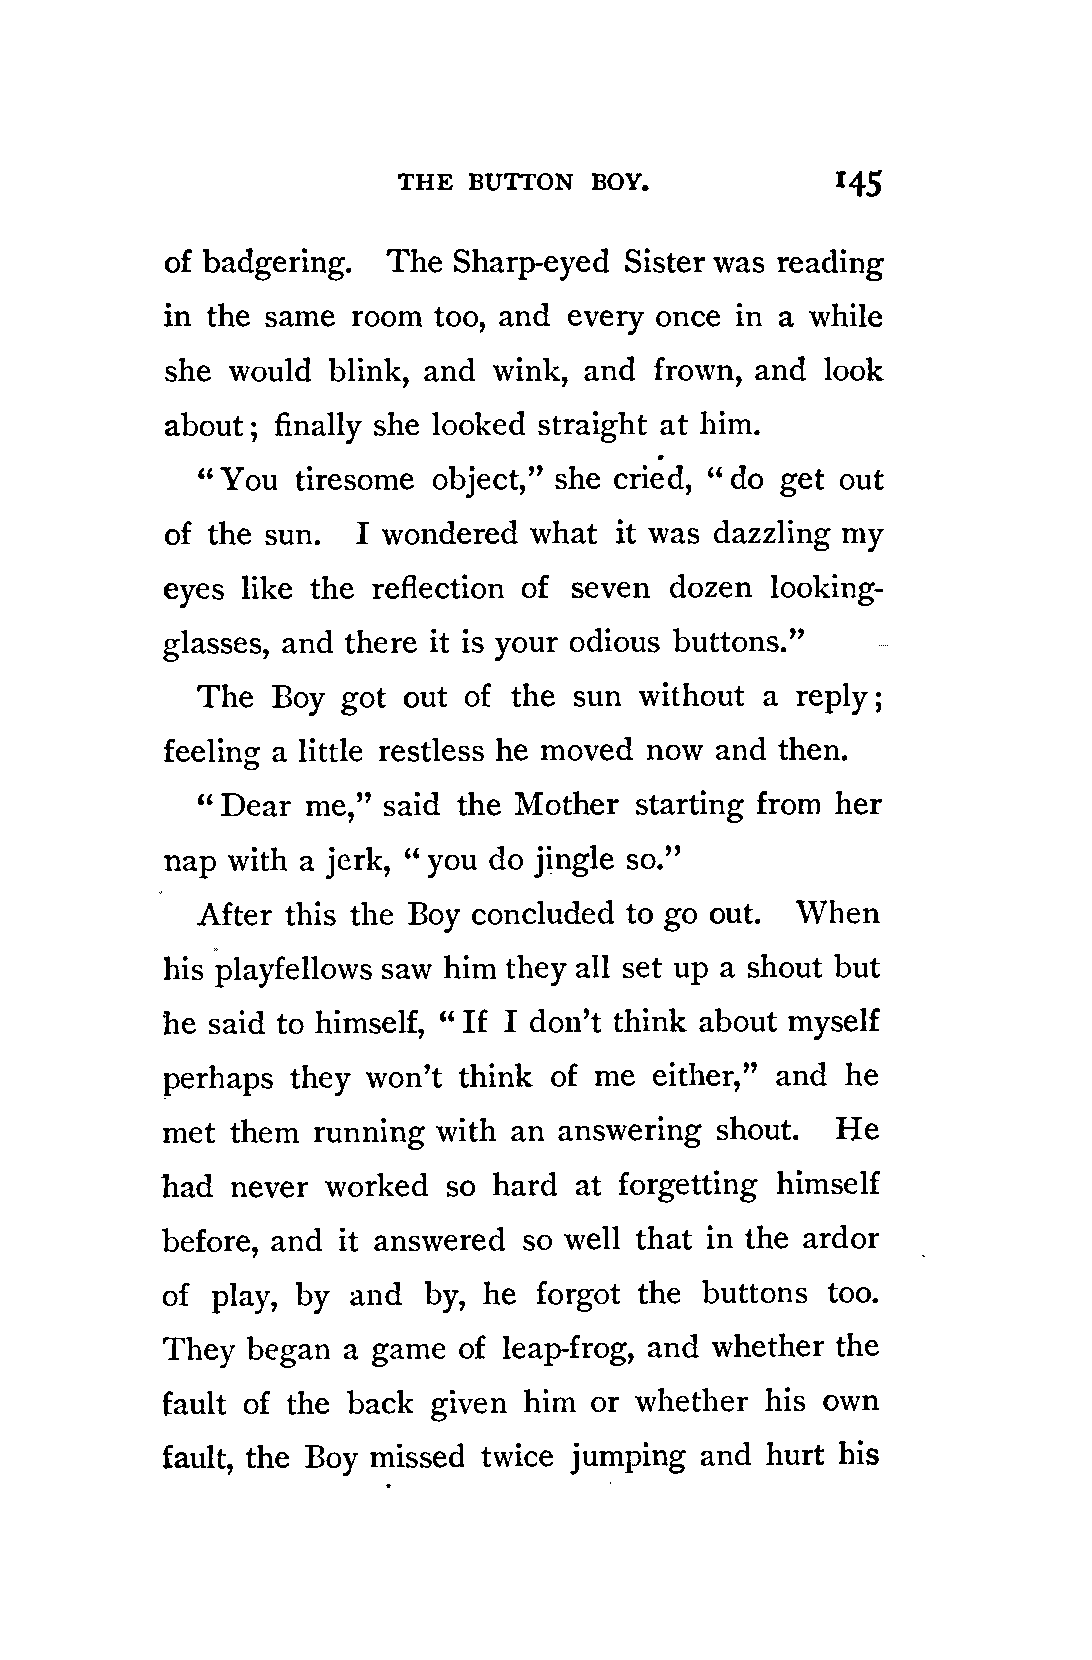 THE BUTTON BOY. 145
of badgering. The Sharp-eyed Sister was reading
in the same room too, and every once in a while
she would blink, and wink, and frown, and look
about; finally she looked straight at him.
"You tiresome object," she cried, "do get out
of the sun. I wondered what it was dazzling my
eyes like the reflection of seven dozen looking-
glasses, and there it is your odious buttons."
The Boy got out of the sun without a reply;
feeling a little restless he moved now and then.
"Dear me," said the Mother starting from her
nap with a jerk, "you do jingle so."
After this the Boy concluded to go out. When
his playfellows saw him they all set up a shout but
he said to himself, "If I don't think about myself
perhaps they won't think of me either," and he
met them running with an answering shout. He
had never worked so hard at forgetting himself
before, and it answered so well that in the ardor
of play, by and by, he forgot the buttons too.
They began a game of leap-frog, and whether the
fault of the back given him or whether his own
fault, the Boy missed twice jumping and hurt his